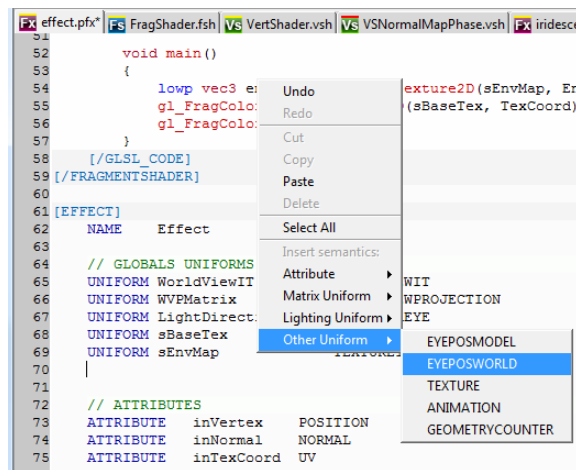 effect.pfx* FragShader.fsh VertShader.vsh VSNormalMapPhase.vsh iridesce
51
52 void main()
53 {
54 lowp vec3 e exture2D(sEnvMap, En
55 gl_FragColo (sBaseTex, TexCoord)
56 gl_FragColo
57 }
58 [/GLSL_CODE]
59 [/FRAGMENTSHADER]
60
61 [EFFECT]
62 NAME Effect
63
64 // GLOBALS UNIFORMS
65 UNIFORM WorldViewIT WIT
66 UNIFORM WVPMatrix WPROJECTION
67 UNIFORM LightDirecti EYE
68 UNIFORM sBaseTex
69 UNIFORM sEnvMap
70
71
72 // ATTRIBUTES
73 ATTRIBUTE inVertex POSITION
74 ATTRIBUTE inNormal NORMAL
75 ATTRIBUTE inTexCoord UV
Undo
Redo
Cut
Copy
Paste
Delete
Select All
Insert semantics:
Attribute
Matrix Uniform
Lighting Uniform
Other Uniform
EYEPOSMODEL
EYEPOSWORLD
TEXTURE
ANIMATION
GEOMETRYCOUNTER